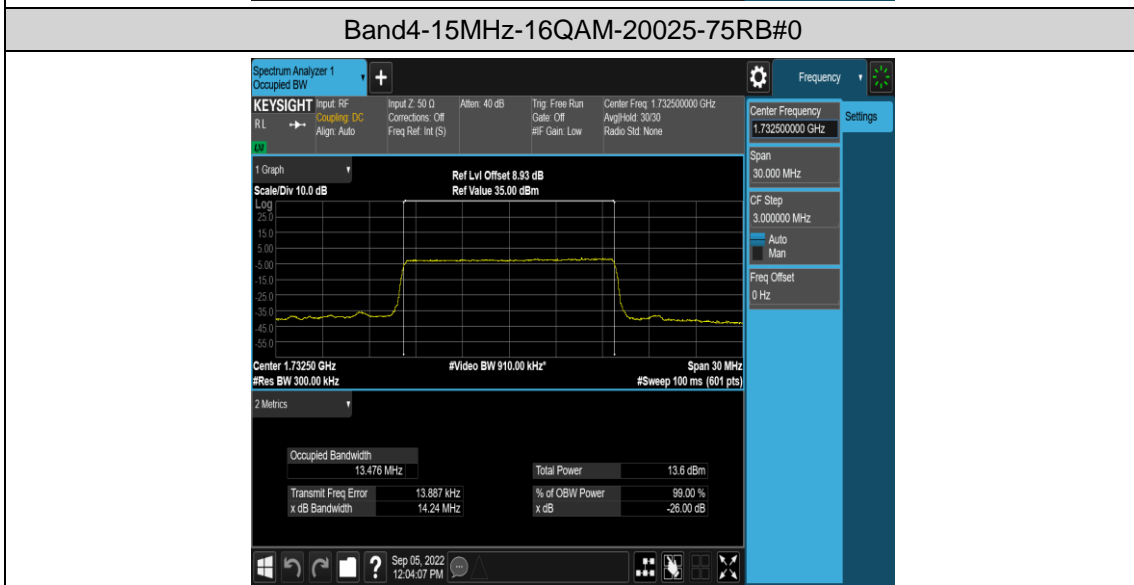 Band4-15MHz-16QAM-20025-75RB#0
Spectrum Analyzer 1
Occupied BW
+
Frequency
KEYSIGHT
RL
Input: RF
Coupling: DC
Align: Auto
Input Z: 50 Ω
Corrections: Off
Freq Ref: Int (S)
Atten: 40 dB
Trig: Free Run
Gate: Off
#IF Gain: Low
Center Freq: 1.732500000 GHz
Avg|Hold: 30/30
Radio Std: None
Center Frequency
1.732500000 GHz
Settings
Span
30.000 MHz
CF Step
3.000000 MHz
Auto
Man
Freq Offset
0 Hz
1 Graph
Scale/Div 10.0 dB
Ref Lvl Offset 8.93 dB
Ref Value 35.00 dBm
Log
25.0
15.0
5.00
-5.00
-15.0
-25.0
-35.0
-45.0
-55.0
Center 1.73250 GHz
#Video BW 910.00 kHz*
Span 30 MHz
#Res BW 300.00 kHz
#Sweep 100 ms (601 pts)
2 Metrics
Occupied Bandwidth
13.476 MHz
Total Power 13.6 dBm
Transmit Freq Error 13.887 kHz
% of OBW Power 99.00 %
x dB Bandwidth 14.24 MHz
x dB -26.00 dB
?
Sep 05, 2022
12:04:07 PM